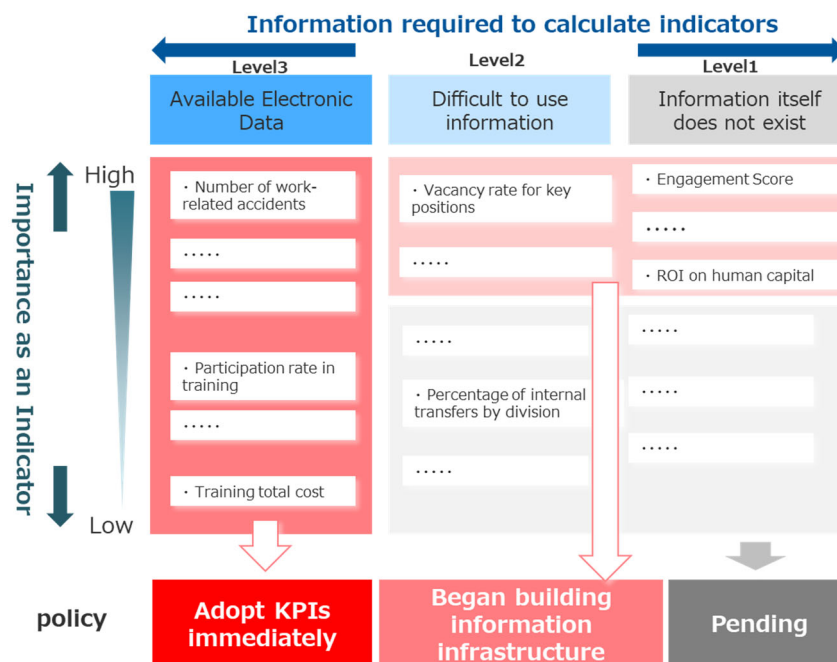 Information required to calculate indicators
Level3
Level2
Level1
Available Electronic
Data
Difficult to use
information
Information itself
does not exist
Importance as an Indicator
High
Low
・Number of work-
related accidents
・・・・・
・・・・・
・Participation rate in
training
・・・・・
・Training total cost
・Vacancy rate for key
positions
・・・・・
・・・・・
・Percentage of internal
transfers by division
・・・・・
・Engagement Score
・・・・・
・ROI on human capital
・・・・・
・・・・・
・・・・・
policy
Adopt KPIs
immediately
Began building
information
infrastructure
Pending